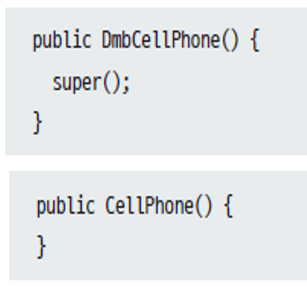 public DmbCellPhone() {
super();
}
public CellPhone() {
}